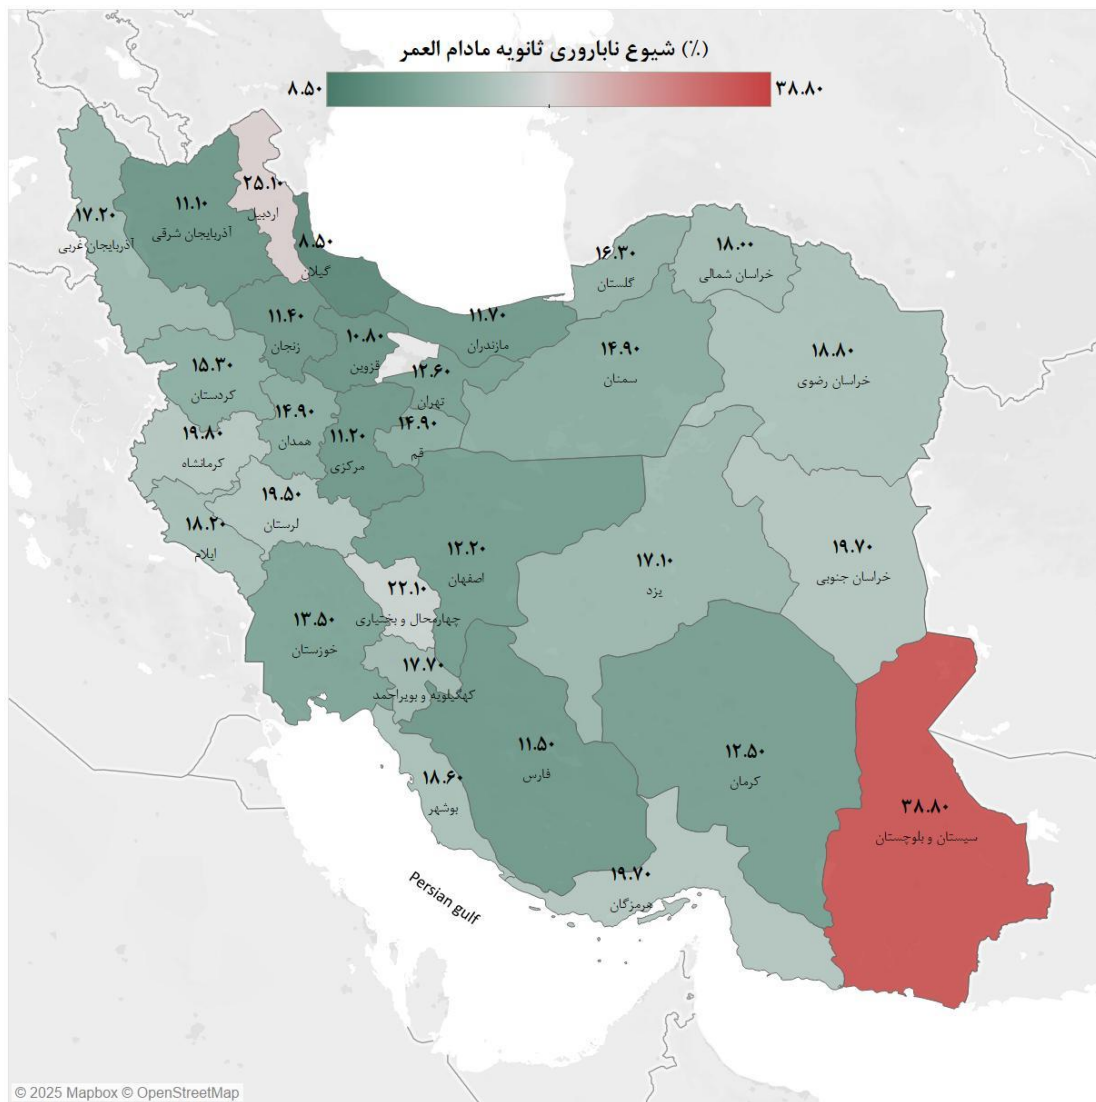 (٪) شیوع ناباروری ثانویه مادام العمر
۸.۵۰
۳۸.۸۰
۲۵.۱۰
اردبیل
۱۱.۱۰
آذربایجان شرقی
۱۷.۲۰
آذربایجان غربی
۸.۵۰
گیلان
۱۶.۳۰
گلستان
۱۸.۰۰
خراسان شمالی
۱۱.۴۰
زنجان
۱۰.۸۰
قزوین
۱۱.۷۰
مازندران
۱۴.۹۰
سمنان
۱۸.۸۰
خراسان رضوی
۱۵.۳۰
کردستان
۱۲.۶۰
تهران
۱۴.۹۰
همدان
۱۴.۹۰
قم
۱۹.۸۰
کرمانشاه
۱۱.۲۰
مرکزی
۱۹.۵۰
لرستان
۱۸.۲۰
ایلام
۱۲.۲۰
اصفهان
۱۷.۱۰
یزد
۱۹.۷۰
خراسان جنوبی
۲۲.۱۰
چهارمحال و بختیاری
۱۳.۵۰
خوزستان
۱۷.۷۰
کهگیلویه و بویراحمد
۱۱.۵۰
فارس
۱۲.۵۰
کرمان
۱۸.۶۰
بوشهر
۳۸.۸۰
سیستان و بلوچستان
۱۹.۷۰
هرمزگان
Persian gulf
© 2025 Mapbox © OpenStreetMap